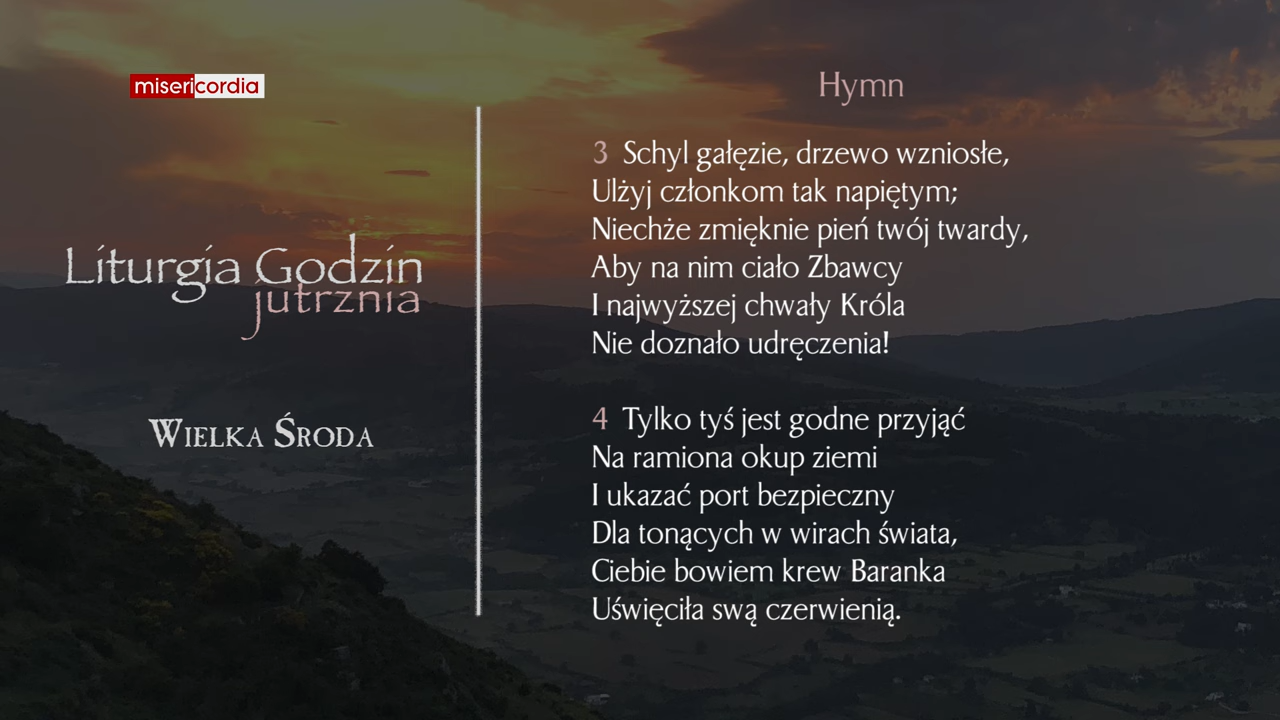 misericordia
Liturgia Godzin
jutrznia
Wielka Środa
Hymn
3 Schyl gałęzie, drzewo wzniosłe,
Ulżyj członkom tak napiętym;
Niechże zmięknie pień twój twardy,
Aby na nim ciało Zbawcy
I najwyższej chwały Króla
Nie doznało udręczenia!
4 Tylko tyś jest godne przyjąć
Na ramiona okup ziemi
I ukazać port bezpieczny
Dla tonących w wirach świata,
Ciebie bowiem krew Baranka
Uświęciła swą czerwienią.